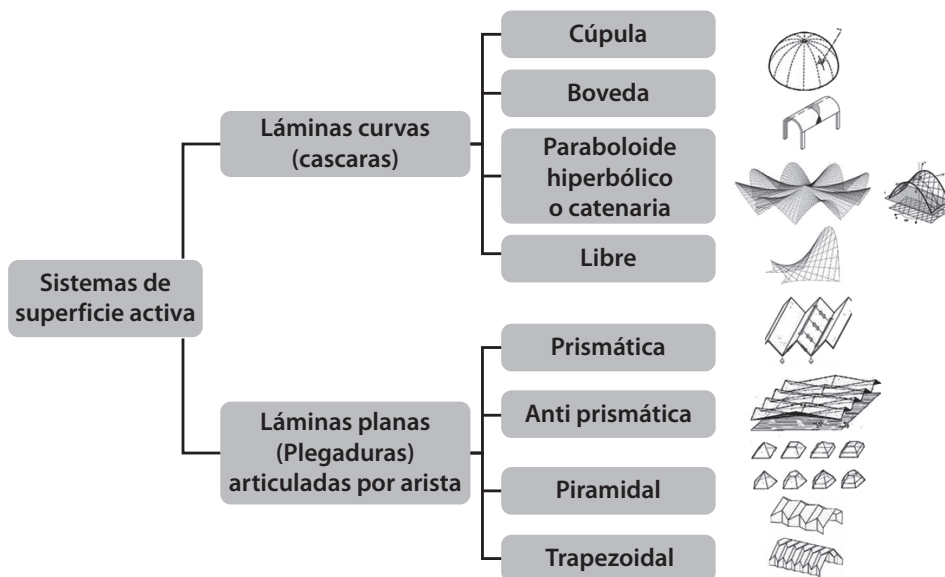 Sistemas de
superficie activa
Láminas curvas
(cascaras)
Cúpula
Boveda
Paraboloide
hiperbólico
o catenaria
Libre
Láminas planas
(Plegaduras)
articuladas por arista
Prismática
Anti prismática
Piramidal
Trapezoidal